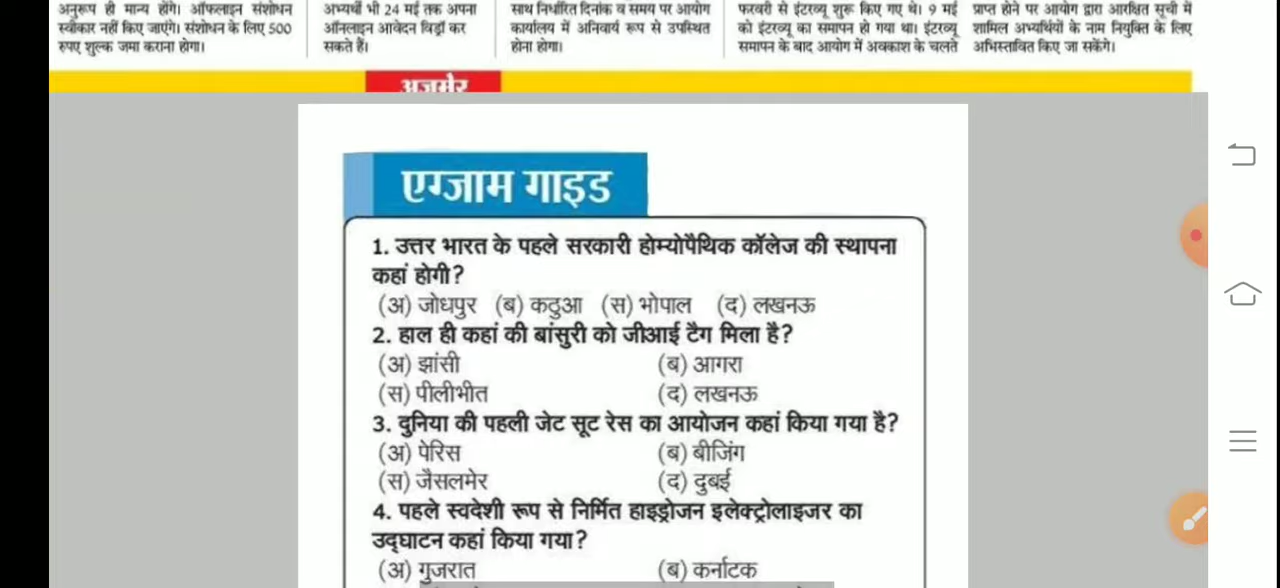 अनुरूप ही मान्य होंगे। ऑफलाइन संशोधन
स्वीकार नहीं किए जाएंगे। संशोधन के लिए 500
रुपए शुल्क जमा कराना होगा।
अभ्यर्थी भी 24 मई तक अपना
ऑनलाइन आवेदन विड्रॉ कर
सकते हैं।
साथ निर्धारित दिनांक व समय पर आयोग
कार्यालय में अनिवार्य रूप से उपस्थित
होना होगा।
फरवरी से इंटरव्यू शुरू किए गए थे। 9 मई
को इंटरव्यू का समापन हो गया था। इंटरव्यू
समापन के बाद आयोग में अवकाश के चलते
प्राप्त होने पर आयोग द्वारा आरक्षित सूची में
शामिल अभ्यर्थियों के नाम नियुक्ति के लिए
अभिस्तावित किए जा सकेंगे।
अजमेर
एग्जाम गाइड
1. उत्तर भारत के पहले सरकारी होम्योपैथिक कॉलेज की स्थापना
कहां होगी?
(अ) जोधपुर (ब) कठुआ (स) भोपाल (द) लखनऊ
2. हाल ही कहां की बांसुरी को जीआई टैग मिला है?
(अ) झांसी (ब) आगरा
(स) पीलीभीत (द) लखनऊ
3. दुनिया की पहली जेट सूट रेस का आयोजन कहां किया गया है?
(अ) पेरिस (ब) बीजिंग
(स) जैसलमेर (द) दुबई
4. पहले स्वदेशी रूप से निर्मित हाइड्रोजन इलेक्ट्रोलाइजर का
उद्घाटन कहां किया गया?
(अ) गुजरात (ब) कर्नाटक